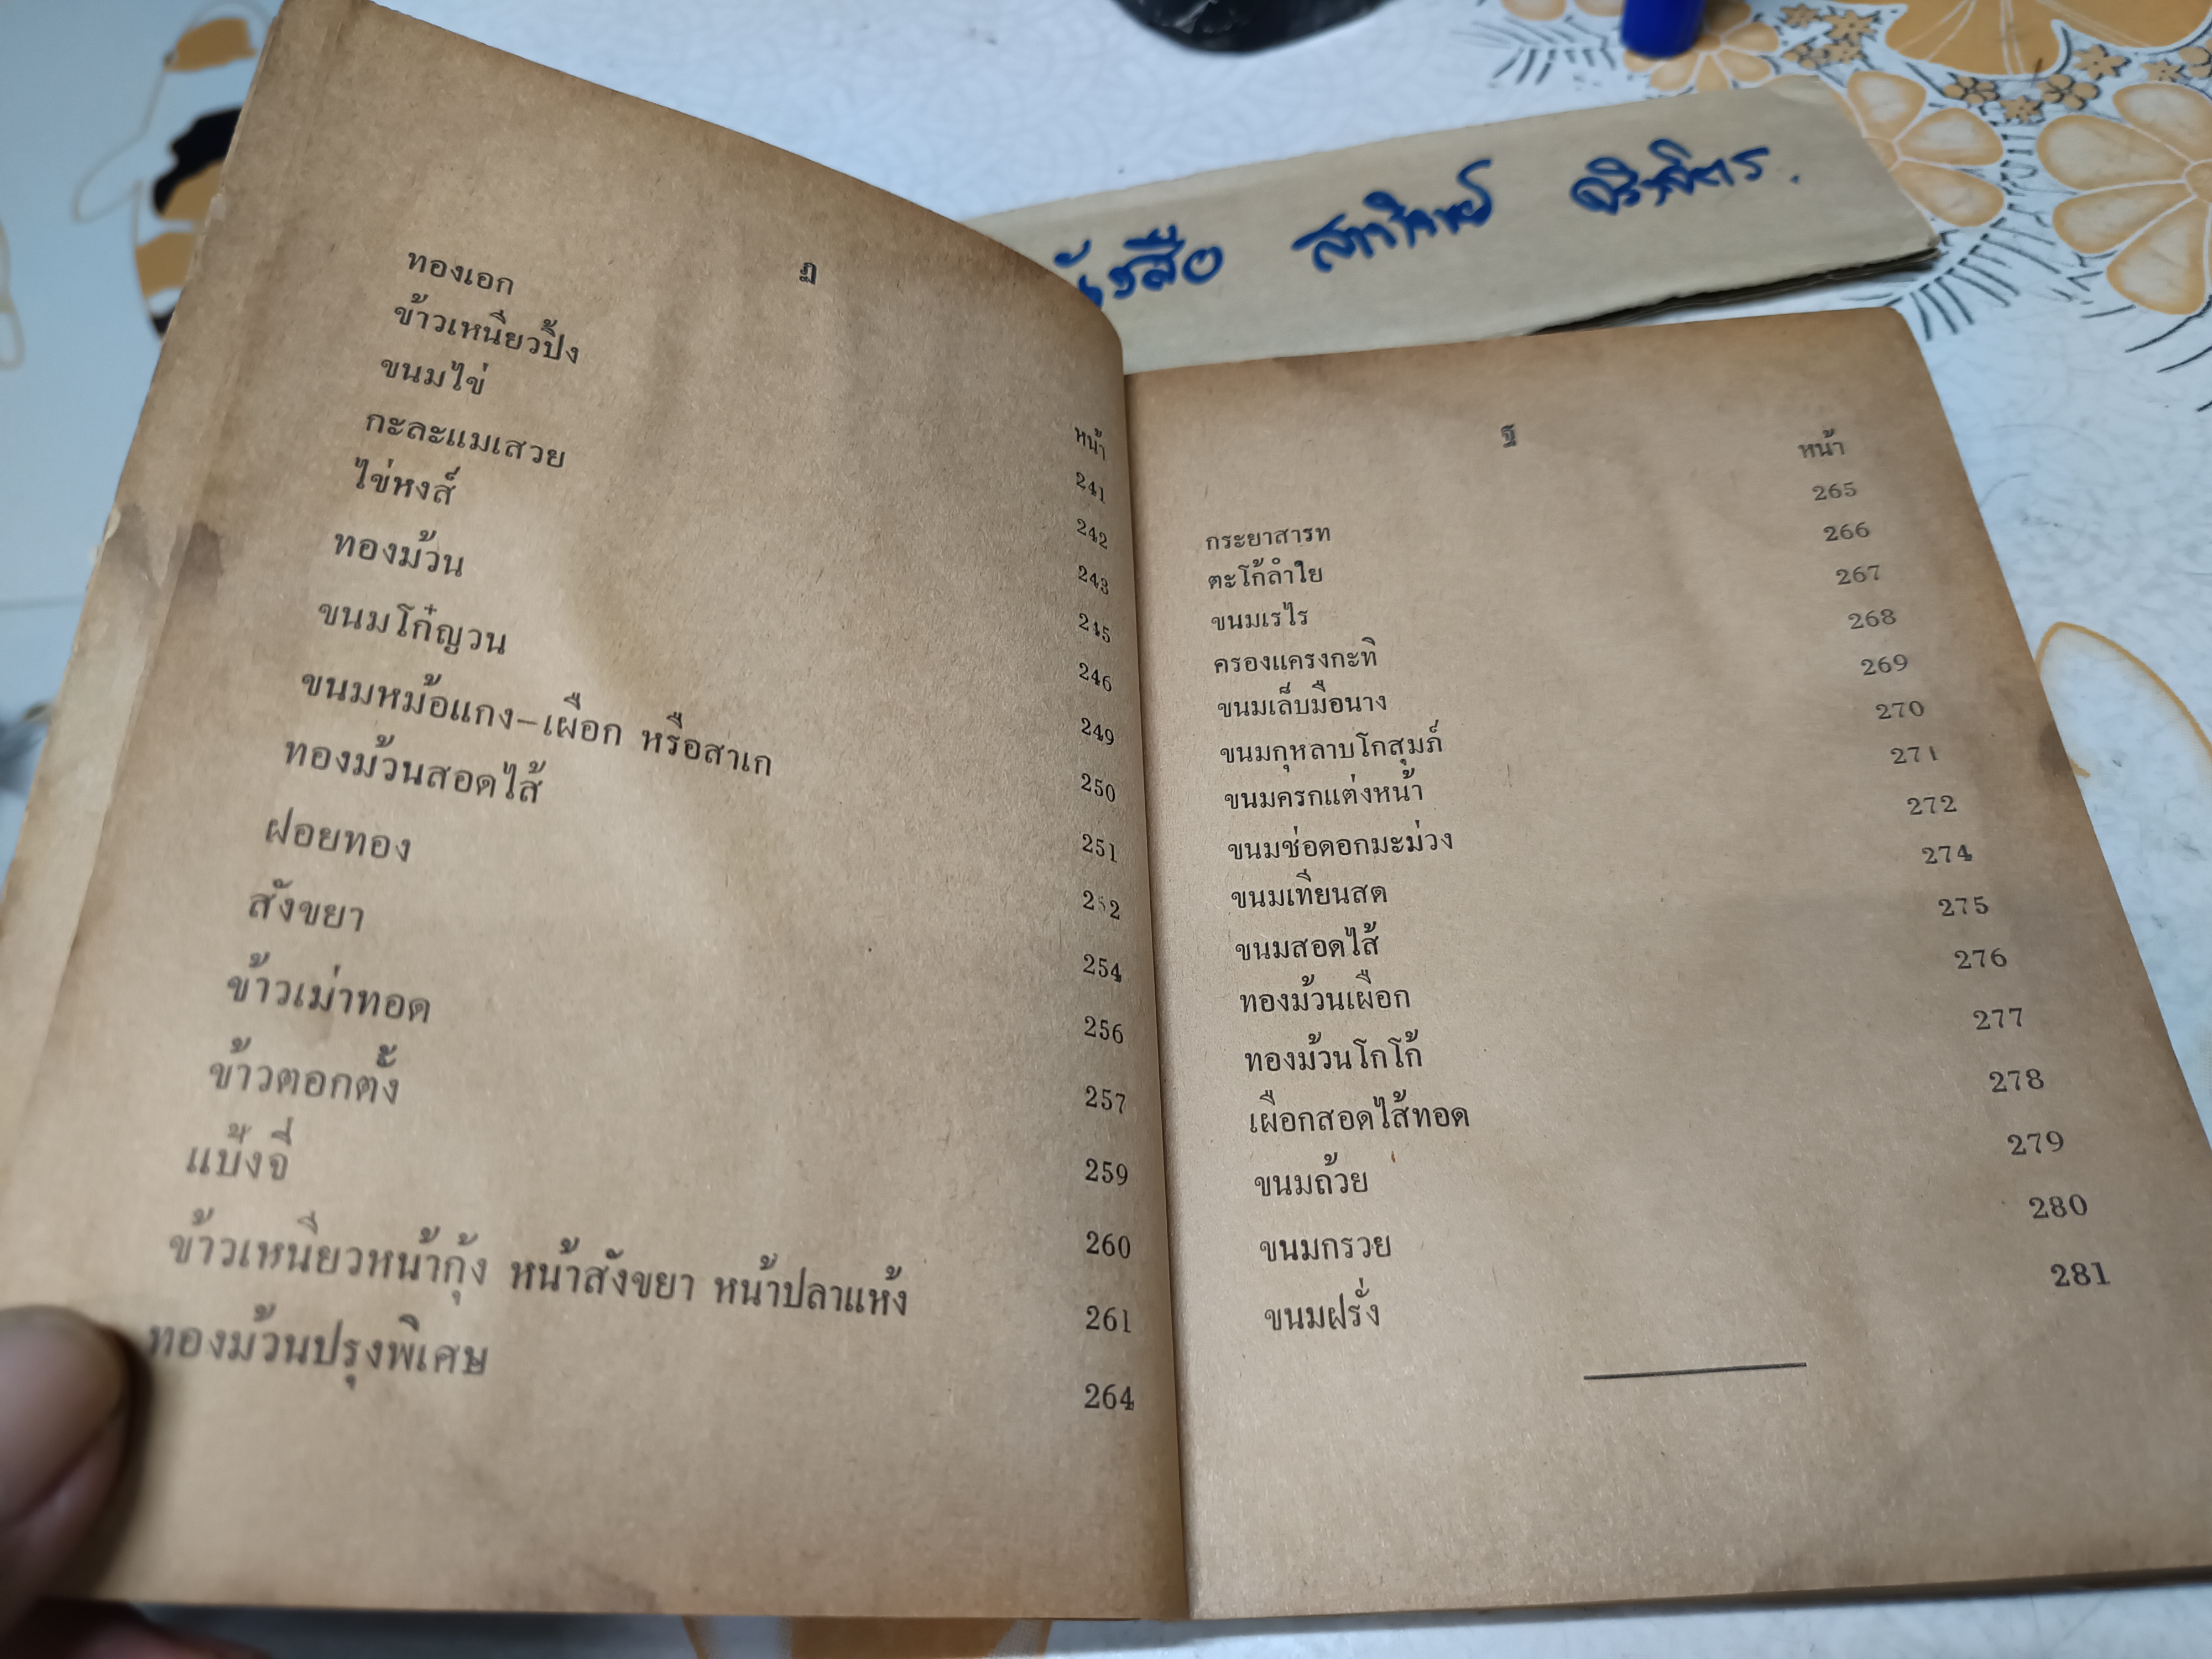 ฏ
หน้า
ทองเอก 241
ข้าวเหนียวปิ้ง 242
ขนมไข่ 243
กะละแมเสวย 245
ไข่หงส์ 246
ทองม้วน 249
ขนมโก๋ญวน 250
ขนมหม้อแกง-เผือก หรือสาเก 251
ทองม้วนสอดไส้ 252
ฝอยทอง 254
สังขยา 256
ข้าวเม่าทอด 257
ข้าวตอกตั้ง 259
แป้งจี่ 260
ข้าวเหนียวหน้ากุ้ง หน้าสังขยา หน้าปลาแห้ง 261
ทองม้วนปรุงพิเศษ 264
ฐ
หน้า
กระยาสารท 265
ตะโก้ลำใย 266
ขนมเรไร 267
ครองแครงกะทิ 268
ขนมเล็บมือนาง 269
ขนมกุหลาบโกสุมภ์ 270
ขนมครกแต่งหน้า 271
ขนมช่อดอกมะม่วง 272
ขนมเทียนสด 274
ขนมสอดไส้ 275
ทองม้วนเผือก 276
ทองม้วนโกโก้ 277
เผือกสอดไส้ทอด 278
ขนมถ้วย 279
ขนมกรวย 280
ขนมฝรั่ง 281